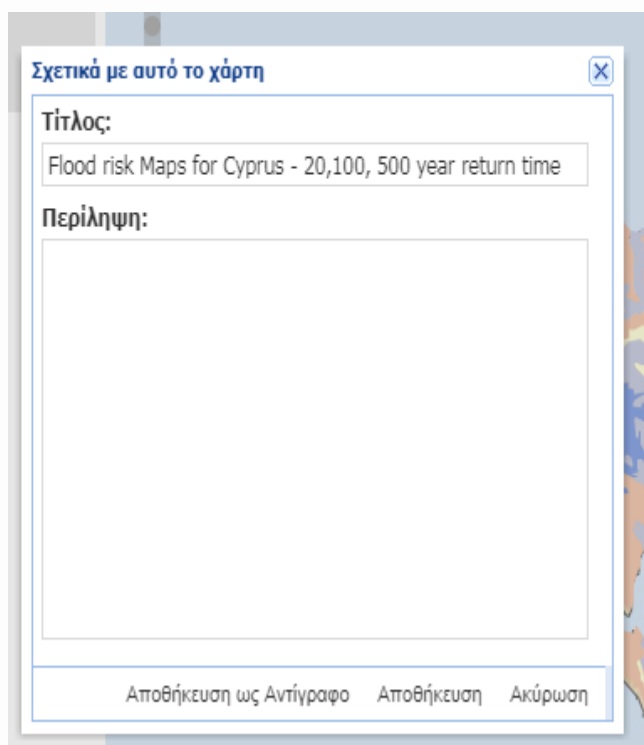 Σχετικά με αυτό το χάρτη
Τίτλος:
Flood risk Maps for Cyprus - 20,100, 500 year return time
Περίληψη:
Αποθήκευση ως Αντίγραφο Αποθήκευση Ακύρωση